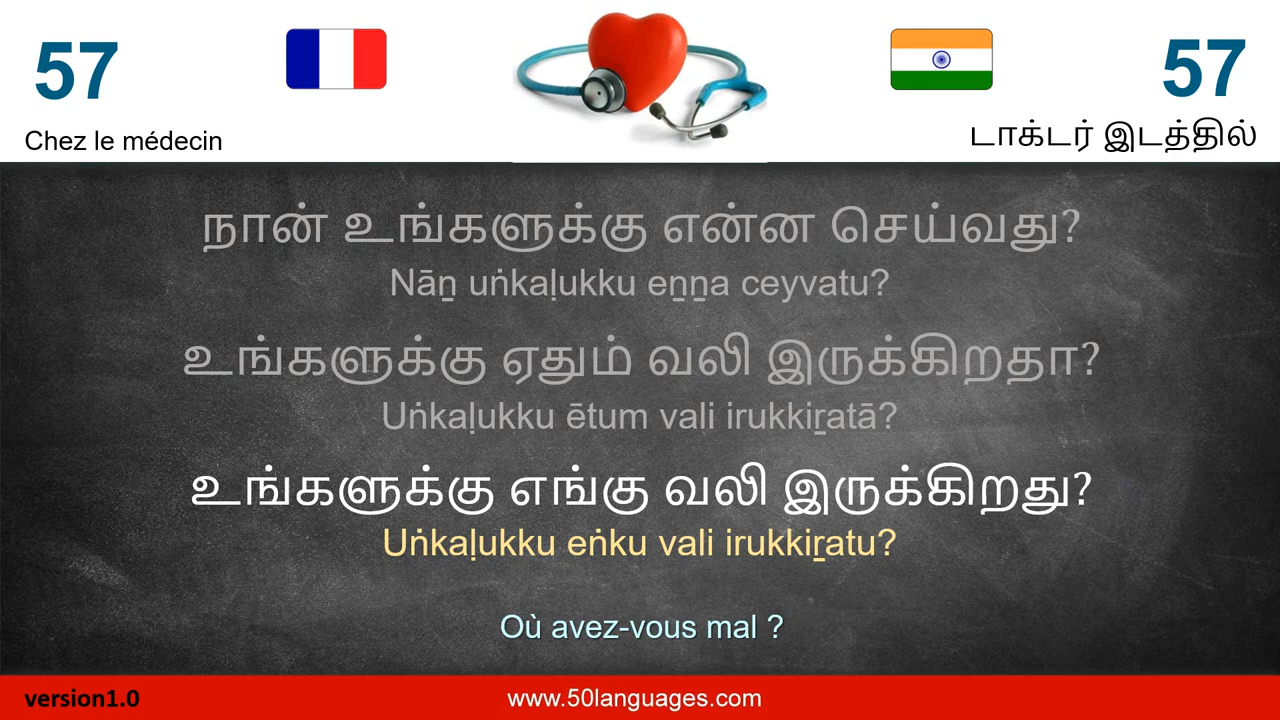 57
57
Chez le médecin
டாக்டர் இடத்தில்
நான் உங்களுக்கு என்ன செய்வது?
Nāṉ uṅkaḷukku eṉṉa ceyvatu?
உங்களுக்கு ஏதும் வலி இருக்கிறதா?
Uṅkaḷukku ētum vali irukkiṟatā?
உங்களுக்கு எங்கு வலி இருக்கிறது?
Uṅkaḷukku eṅku vali irukkiṟatu?
Où avez-vous mal ?
version1.0
www.50languages.com